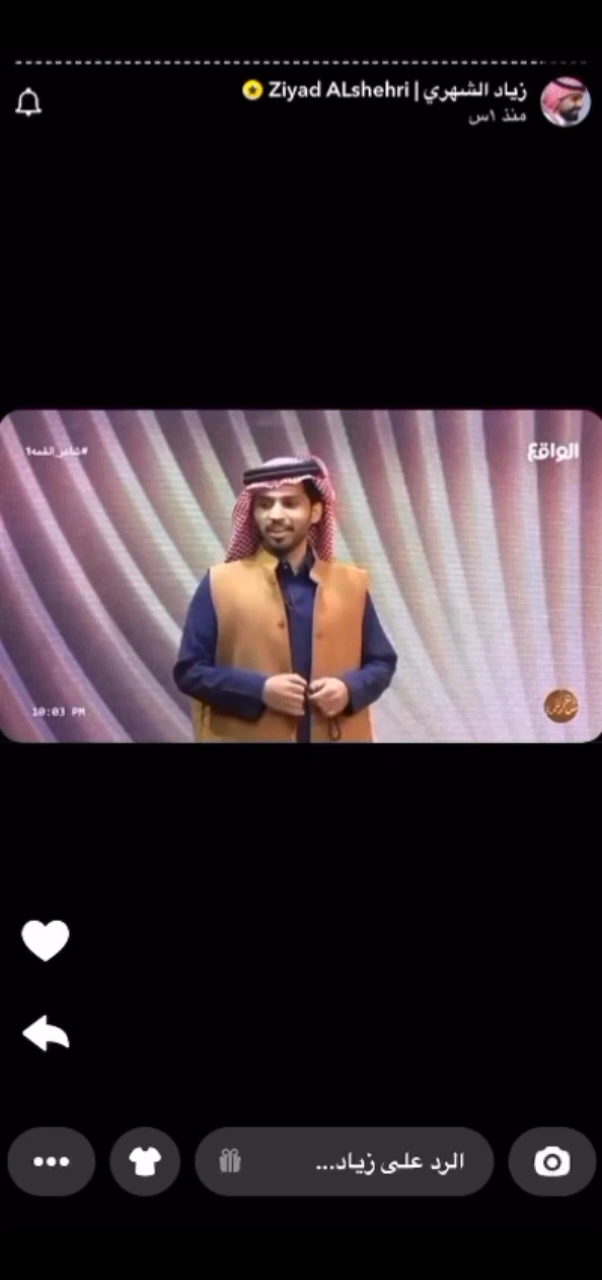 زياد الشهري | Ziyad ALshehri
منذ ١س
الواقع
#شاعر_القمة1
10:03 PM
الرد على زياد...